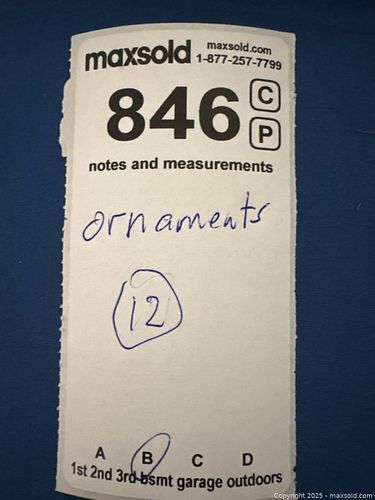 maxsold maxsold.com
1-877-257-7799
846 C
P
notes and measurements
ornaments
12
A B C D
1st 2nd 3rd bsmt garage outdoors
Copyright 2025 - maxsold.com